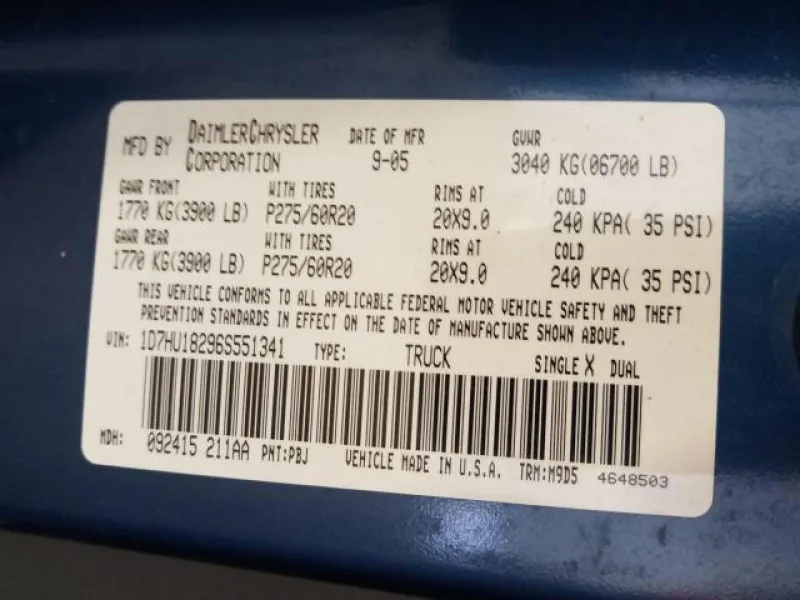 MFD BY DAIMLERCHRYSLER CORPORATION DATE OF MFR 9-05 GVWR 3040 KG(06700 LB)
GAWR FRONT WITH TIRES RIMS AT COLD
1770 KG(3900 LB) P275/60R20 20X9.0 240 KPA( 35 PSI)
GAWR REAR WITH TIRES RIMS AT COLD
1770 KG(3900 LB) P275/60R20 20X9.0 240 KPA( 35 PSI)
THIS VEHICLE CONFORMS TO ALL APPLICABLE FEDERAL MOTOR VEHICLE SAFETY AND THEFT
PREVENTION STANDARDS IN EFFECT ON THE DATE OF MANUFACTURE SHOWN ABOVE.
VIN: 1D7HU18296S551341 TYPE: TRUCK SINGLE X DUAL
MDH: 092415 211AA PNT:PBJ VEHICLE MADE IN U.S.A. TRM:M9D5 4648503